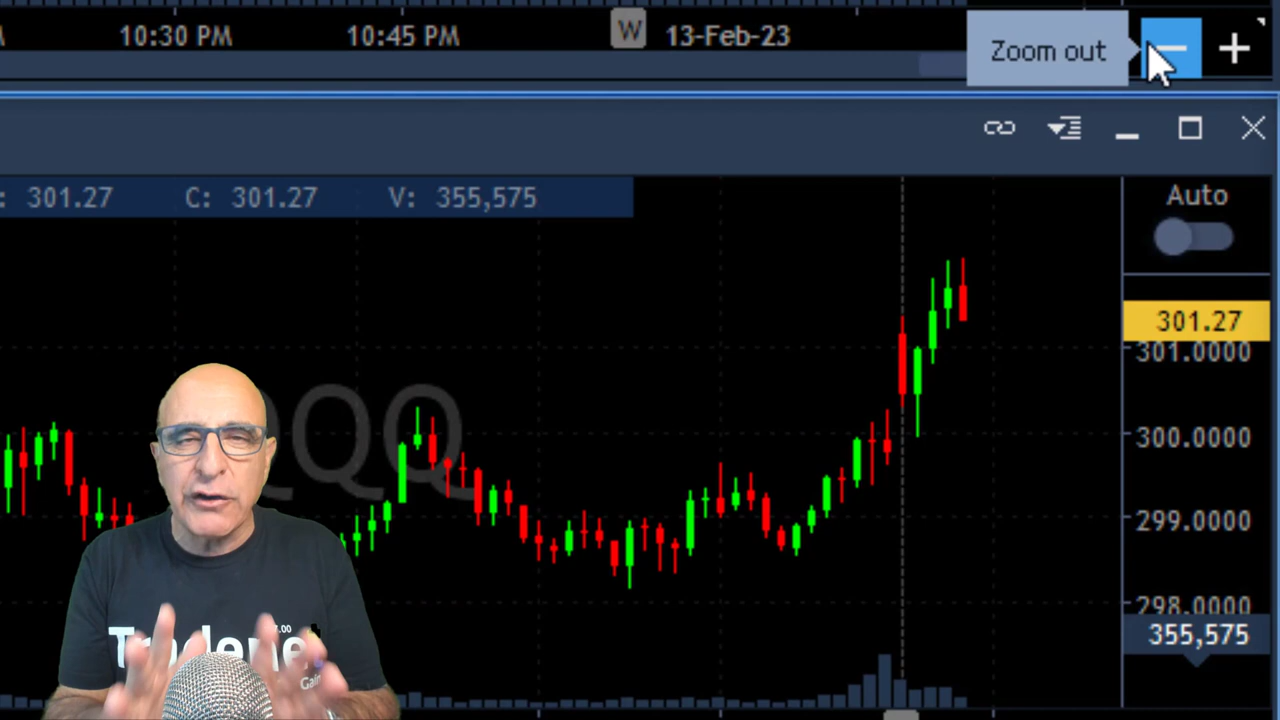 10:30 PM 10:45 PM W 13-Feb-23 Zoom out
: 301.27 C: 301.27 V: 355,575
Auto
301.27
301.0000
QQ
300.0000
299.0000
298.0000
355,575